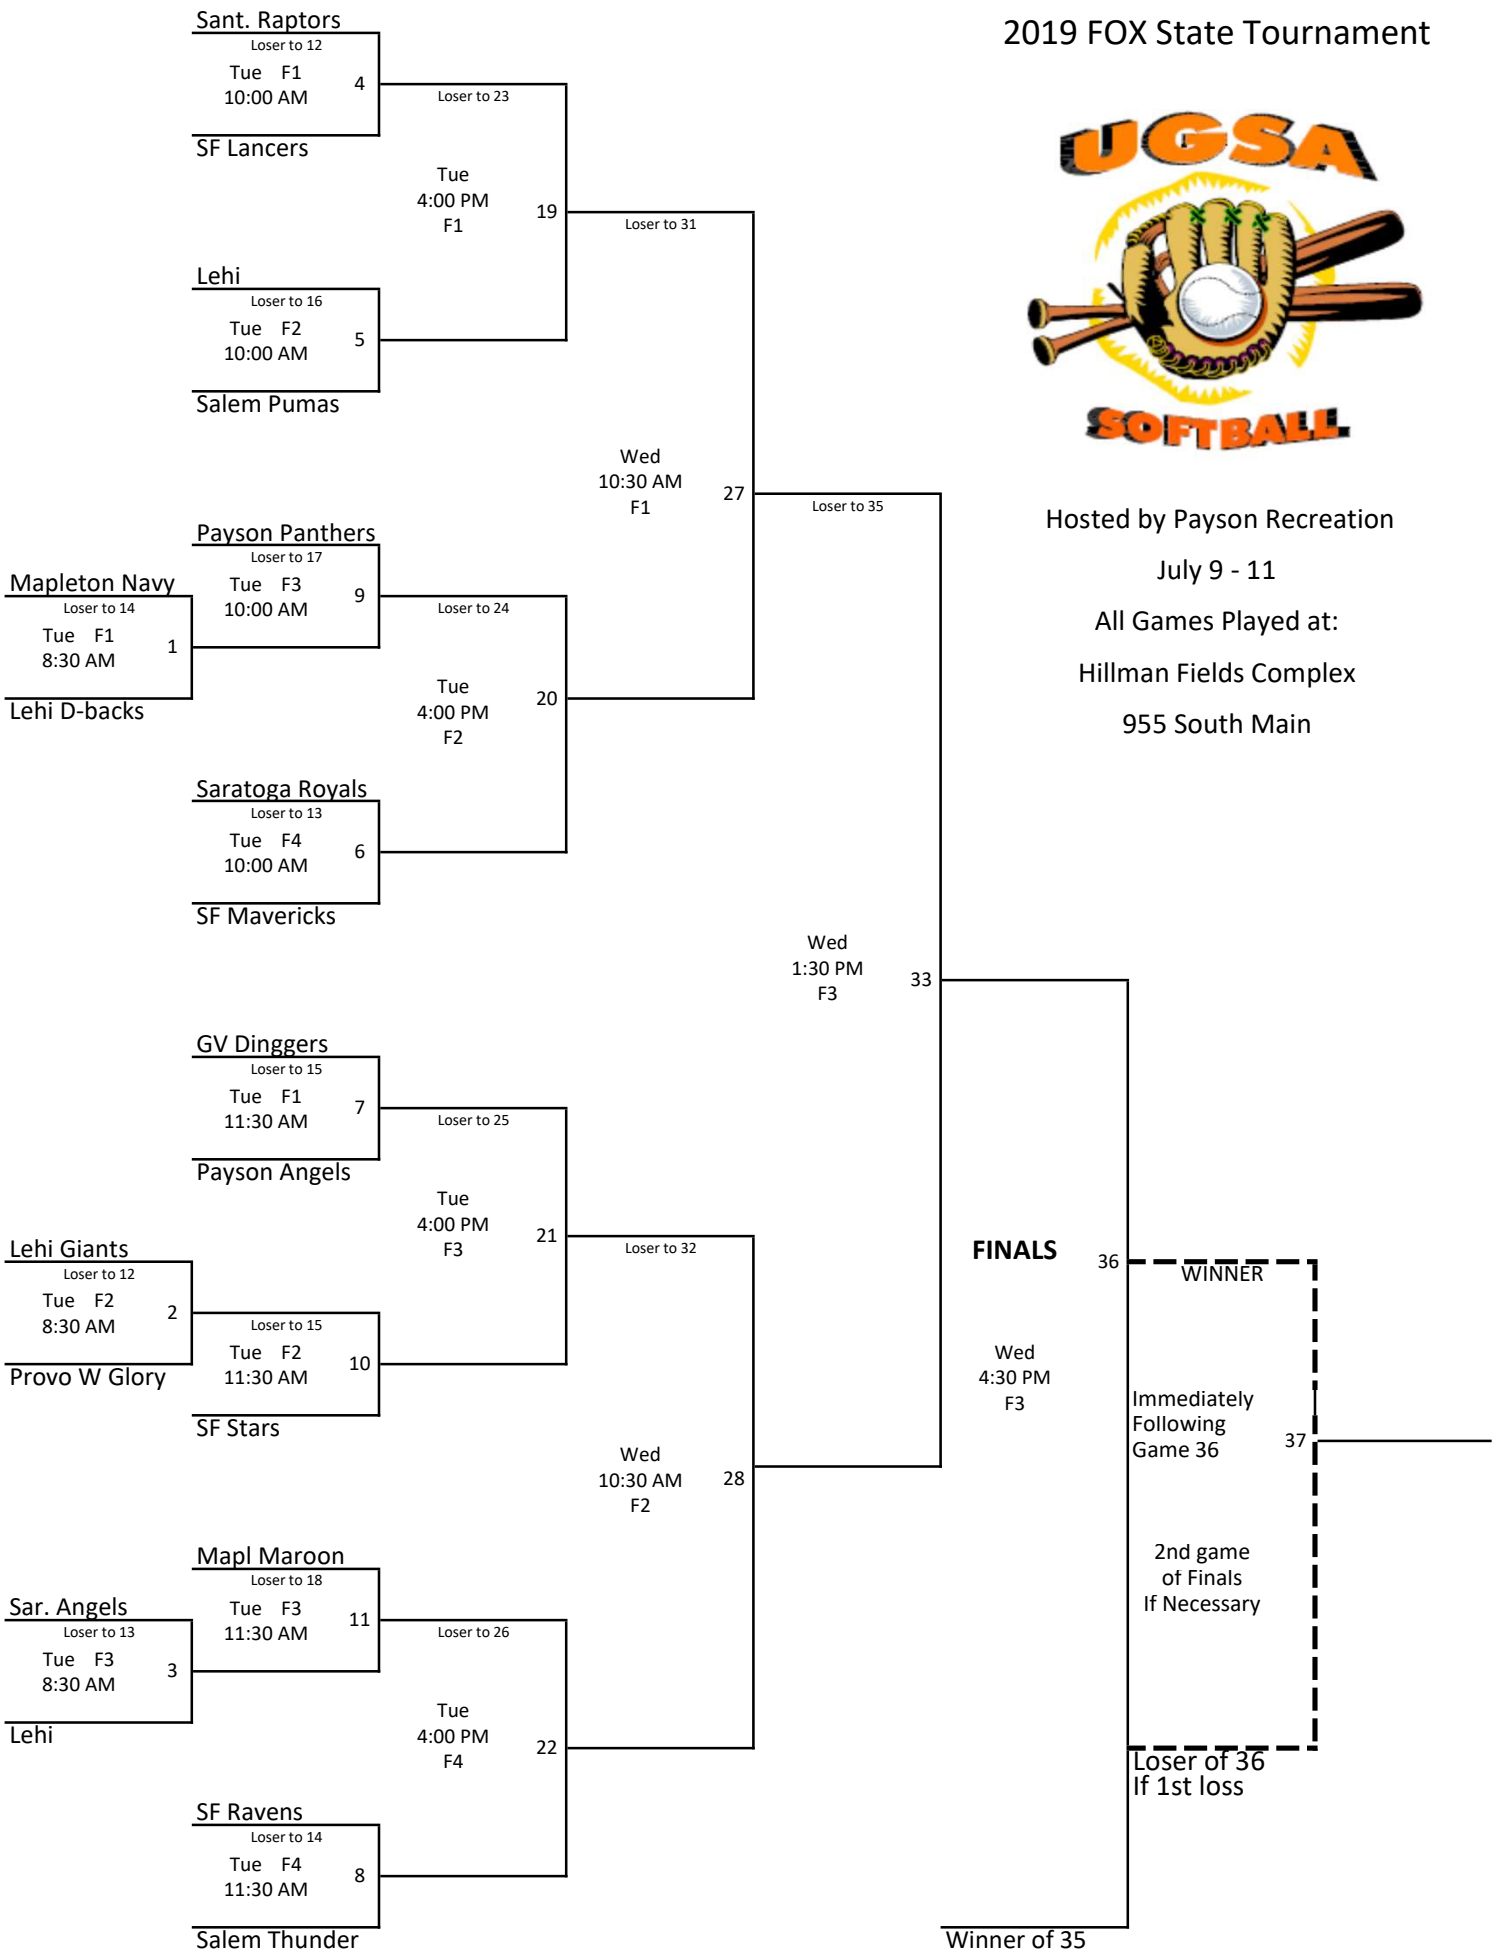 2019 FOX State Tournament
UGSA
SOFTBALL
Hosted by Payson Recreation
July 9 - 11
All Games Played at:
Hillman Fields Complex
955 South Main
Sant. Raptors
Loser to 12
Tue F1
10:00 AM
4
SF Lancers
Loser to 23
Tue
4:00 PM
F1
19
Loser to 31
Lehi
Loser to 16
Tue F2
10:00 AM
5
Salem Pumas
Wed
10:30 AM
F1
27
Loser to 35
Payson Panthers
Loser to 17
Tue F3
10:00 AM
9
Mapleton Navy
Loser to 14
Tue F1
8:30 AM
1
Lehi D-backs
Loser to 24
Tue
4:00 PM
F2
20
Saratoga Royals
Loser to 13
Tue F4
10:00 AM
6
SF Mavericks
Wed
1:30 PM
F3
33
GV Dinggers
Loser to 15
Tue F1
11:30 AM
7
Payson Angels
Loser to 25
Tue
4:00 PM
F3
21
Loser to 32
Lehi Giants
Loser to 12
Tue F2
8:30 AM
2
Provo W Glory
Loser to 15
Tue F2
11:30 AM
10
SF Stars
FINALS
36
WINNER
Wed
4:30 PM
F3
Immediately
Following
Game 36
37
2nd game
of Finals
If Necessary
Loser of 36
If 1st loss
Wed
10:30 AM
F2
28
Mapl Maroon
Loser to 18
Tue F3
11:30 AM
11
Sar. Angels
Loser to 13
Tue F3
8:30 AM
3
Lehi
Loser to 26
Tue
4:00 PM
F4
22
SF Ravens
Loser to 14
Tue F4
11:30 AM
8
Salem Thunder
Winner of 35